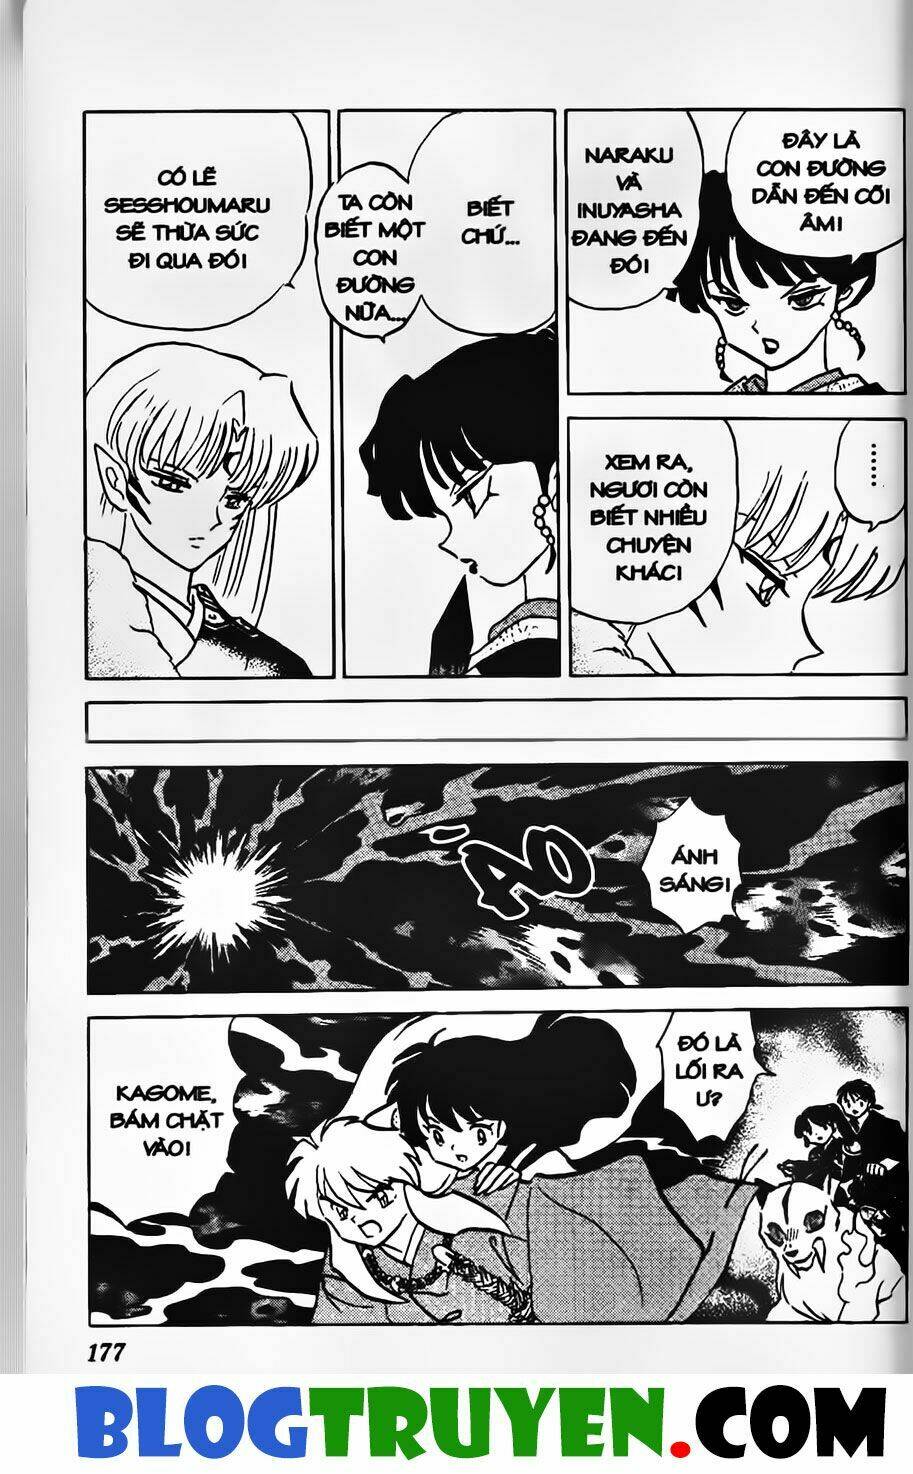 ĐÂY LÀ
CON ĐƯỜNG
DẪN ĐẾN CÕI
ÂM!
NARAKU
VÀ
INUYASHA
ĐANG ĐẾN
ĐÓ!
........
XEM RA,
NGƯƠI CÒN
BIẾT NHIỀU
CHUYỆN
KHÁC!
BIẾT
CHỨ...
TA CÒN
BIẾT MỘT
CON
ĐƯỜNG
NỮA...
CÓ LẼ
SESSHOUMARU
SẼ THỪA SỨC
ĐI QUA ĐÓ!
ÁNH
SÁNG!
ÀO
ĐÓ LÀ
LỐI RA
Ư?
KAGOME,
BÁM CHẶT
VÀO!
177
BLOGTRUYEN.COM